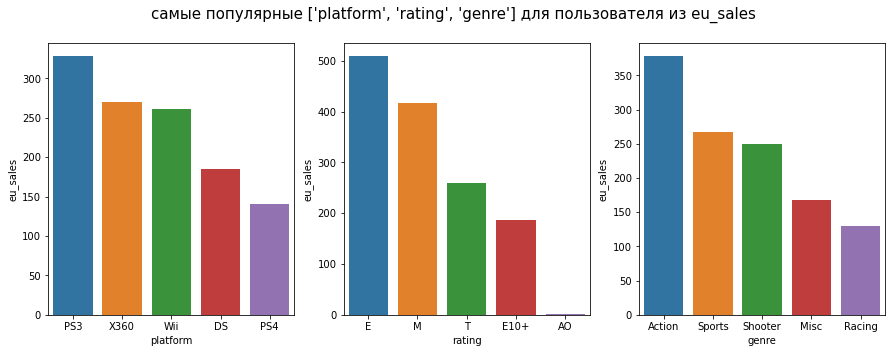 самые популярные ['platform', 'rating', 'genre'] для пользователя из eu_sales
300
250
200
150
100
50
0
eu_sales
PS3 X360 Wii DS PS4
platform
500
400
300
200
100
0
eu_sales
E M T E10+ AO
rating
350
300
250
200
150
100
50
0
eu_sales
Action Sports Shooter Misc Racing
genre